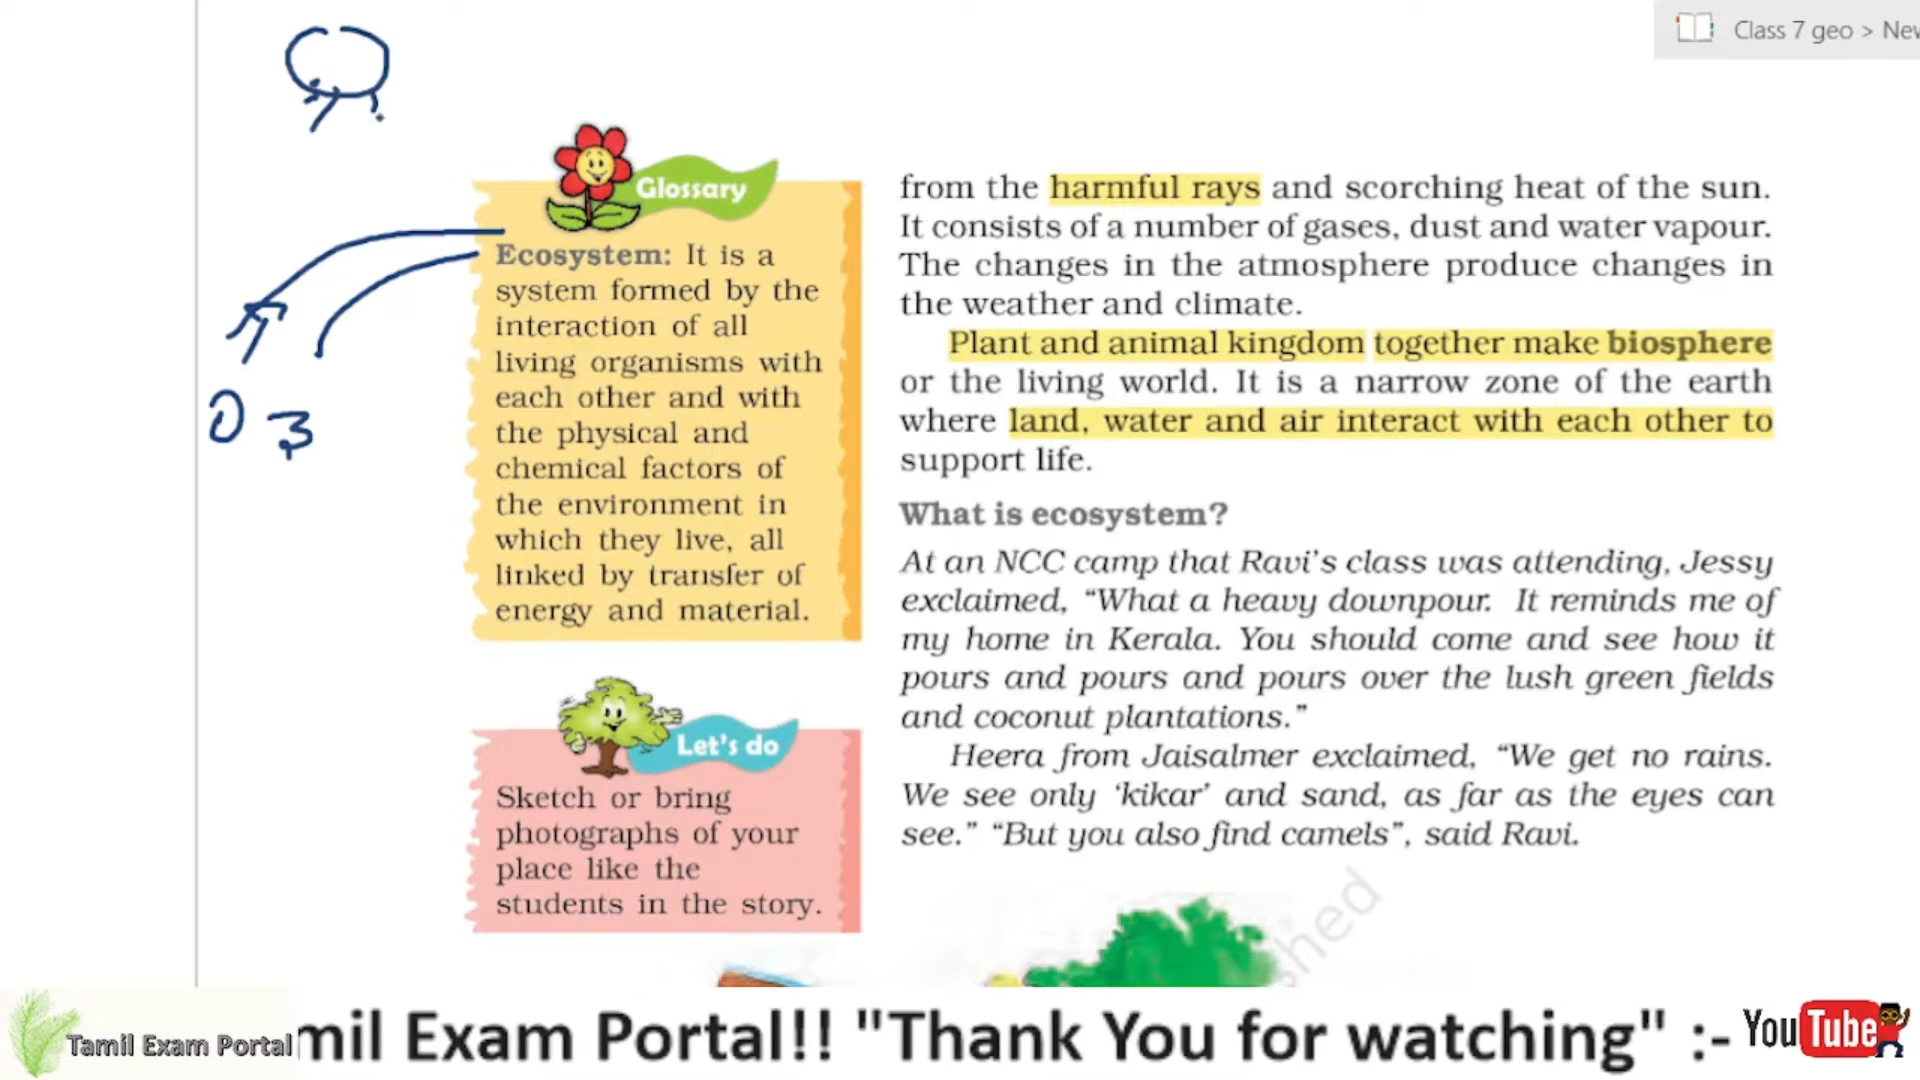 Class 7 geo >
Glossary
Ecosystem: It is a
system formed by the
interaction of all
living organisms with
each other and with
the physical and
chemical factors of
the environment in
which they live, all
linked by transfer of
energy and material.
Let's do
Sketch or bring
photographs of your
place like the
students in the story.
from the harmful rays and scorching heat of the sun.
It consists of a number of gases, dust and water vapour.
The changes in the atmosphere produce changes in
the weather and climate.
Plant and animal kingdom together make biosphere
or the living world. It is a narrow zone of the earth
where land, water and air interact with each other to
support life.
What is ecosystem?
At an NCC camp that Ravi's class was attending, Jessy
exclaimed, “What a heavy downpour. It reminds me of
my home in Kerala. You should come and see how it
pours and pours and pours over the lush green fields
and coconut plantations.”
Heera from Jaisalmer exclaimed, “We get no rains.
We see only ‘kikar’ and sand, as far as the eyes can
see.” “But you also find camels”, said Ravi.
Tamil Exam Portal
mil Exam Portal!! "Thank You for watching" :-
YouTube